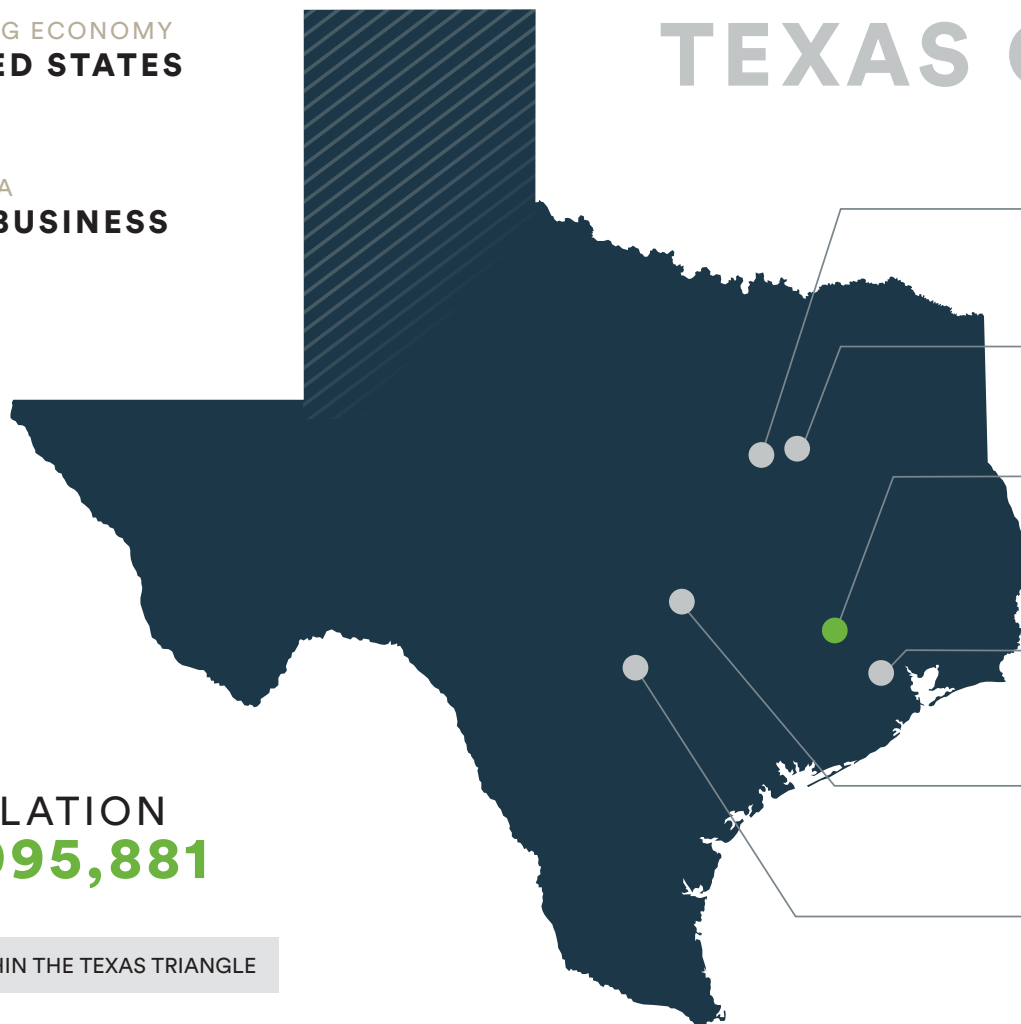 G ECONOMY
ED STATES
TEXAS
A
BUSINESS
LATION
95,881
HIN THE TEXAS TRIANGLE